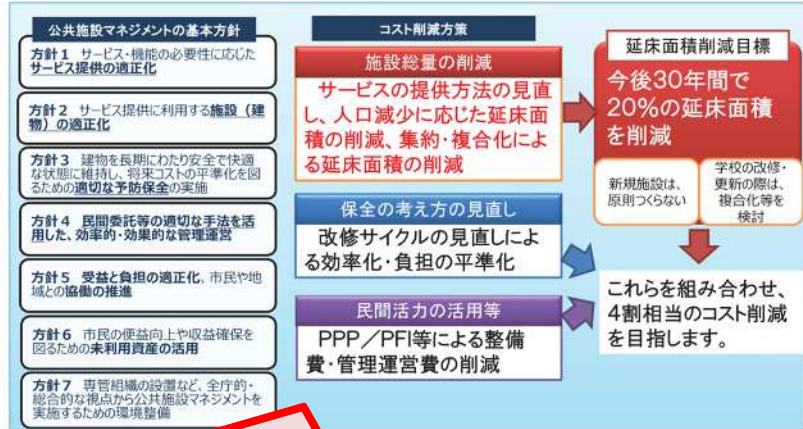 公共施設マネジメントの基本方針
方針１ サービス・機能の必要性に応じた
サービス提供の適正化
方針２ サービス提供に利用する施設（建
物）の適正化
方針３ 建物を長期にわたり安全で快適
な状態に維持し、将来コストの平準化を図
るための適切な予防保全の実施
方針４ 民間委託等の適切な手法を活
用した、効率的・効果的な管理運営
方針５ 受益と負担の適正化、市民や地
域との協働の推進
方針６ 市民の便益向上や収益確保を
図るための未利用資産の活用
方針７ 専管組織の設置など、全庁的・
総合的な視点から公共施設マネジメントを
実施するための環境整備
コスト削減方策
施設総量の削減
サービスの提供方法の見直
し、人口減少に応じた延床面
積の削減、集約・複合化によ
る延床面積の削減
保全の考え方の見直し
改修サイクルの見直しによ
る効率化・負担の平準化
民間活力の活用等
PPP／PFI等による整備
費・管理運営費の削減
延床面積削減目標
今後30年間で
20％の延床面積
を削減
新規施設は、
原則つくらない
学校の改修・
更新の際は、
複合化等を
検討
これらを組み合わせ、
４割相当のコスト削減
を目指します。